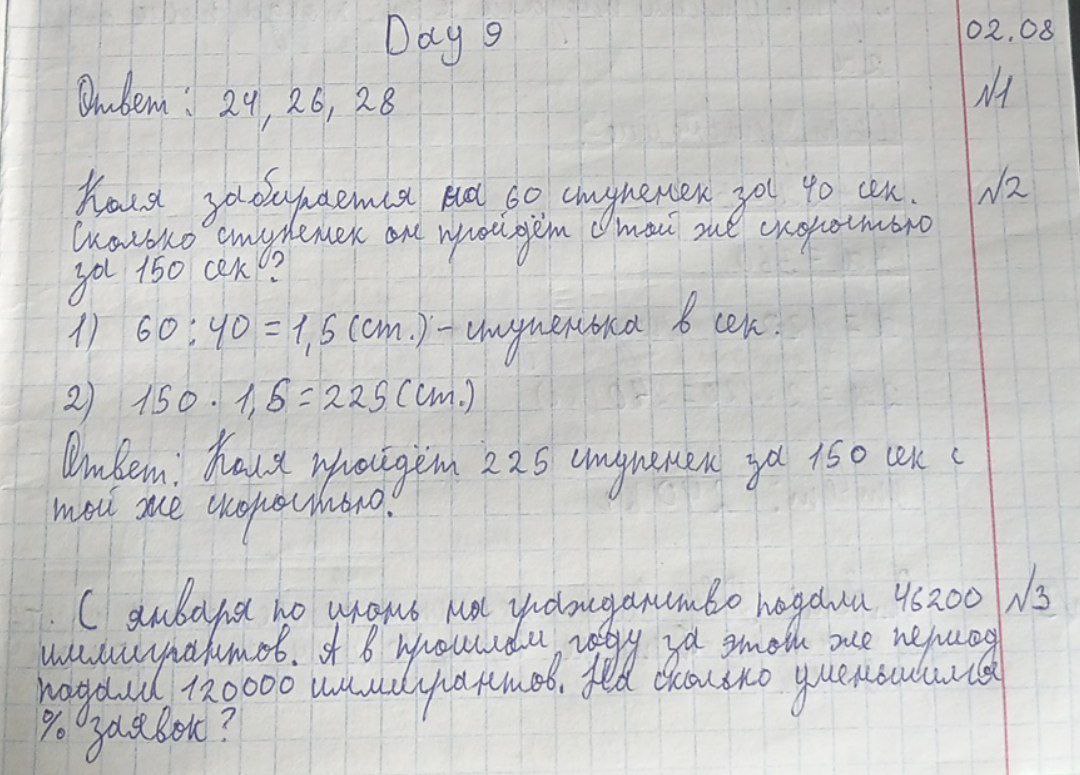 Day 9
02.08
Ответ: 24, 26, 28
№1
Коля забирается на 60 ступенек за 40 сек.
№2
Сколько ступенек он пройдёт с той же скоростью
за 150 сек?
1) 60 : 40 = 1,5 (ст.) - ступенька в сек.
2) 150 · 1,5 = 225 (ст.)
Ответ: Коля пройдёт 225 ступенек за 150 сек с
той же скоростью.
С января по июнь на гражданство подали 46200
№3
иммигрантов. А в прошлом году за этот же период
подали 120000 иммигрантов. На сколько уменьшился
% заявок?